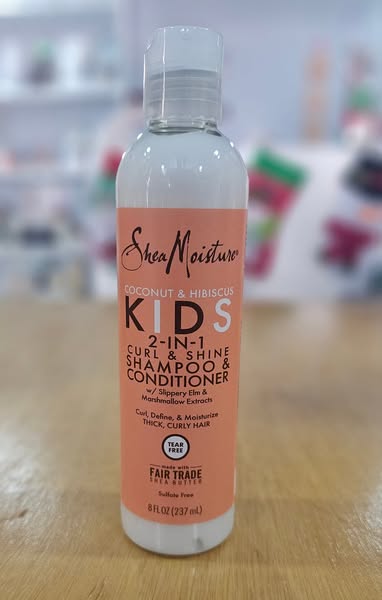 SheaMoisture®
COCONUT & HIBISCUS
KIDS
2-IN-1
CURL & SHINE
SHAMPOO &
CONDITIONER
w/ Slippery Elm &
Marshmallow Extracts
Curl, Define, & Moisturize
THICK, CURLY HAIR
TEAR
FREE
made with
FAIR TRADE
SHEA BUTTER
Sulfate Free
8 FL OZ (237 mL)